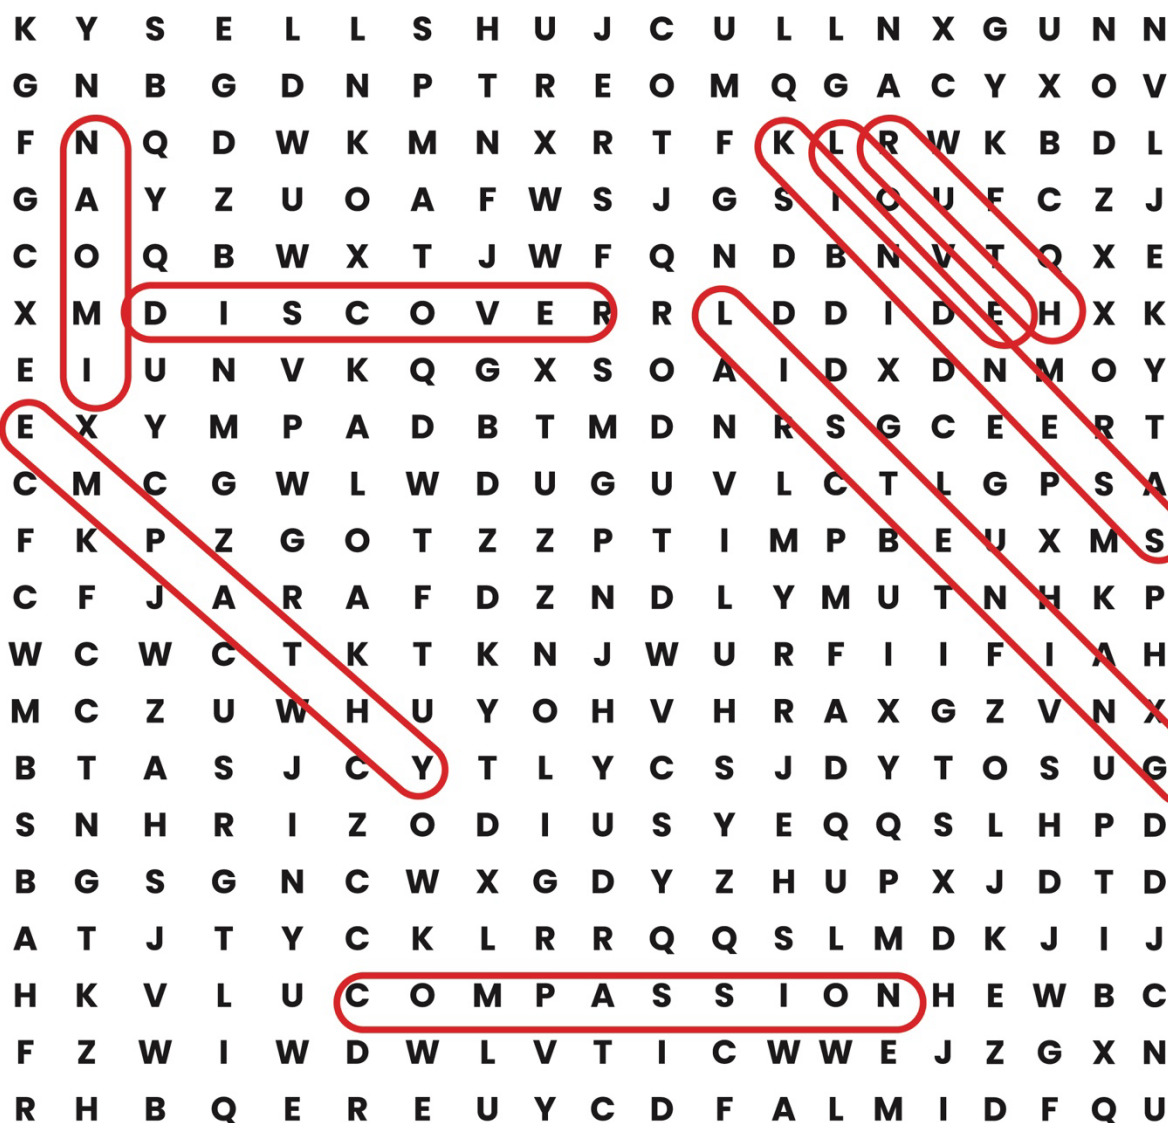 K Y S E L L S H U J C U L L N X G U N N
G N B G D N P T R E O M Q G A C Y X O V
F N Q D W K M N X R T F K L R W K B D L
G A Y Z U O A F W S J G S I O U F C Z J
C O Q B W X T J W F Q N D B N V T Q X E
X M D I S C O V E R R L D D I D E H X K
E I U N V K Q G X S O A I D X D N M O Y
E X Y M P A D B T M D N R S G C E E R T
C M C G W L W D U G U V L C T L G P S A
F K P Z G O T Z Z P T I M P B E U X M S
C F J A R A F D Z N D L Y M U T N H K P
W C W C T K T K N J W U R F I I F I A H
M C Z U W H U Y O H V H R A X G Z V N X
B T A S J C Y T L Y C S J D Y T O S U G
S N H R I Z O D I U S Y E Q Q S L H P D
B G S G N C W X G D Y Z H U P X J D T D
A T J T Y C K L R R Q Q S L M D K J I J
H K V L U C O M P A S S I O N H E W B C
F Z W I W D W L V T I C W W E J Z G X N
R H B Q E R E U Y C D F A L M I D F Q U